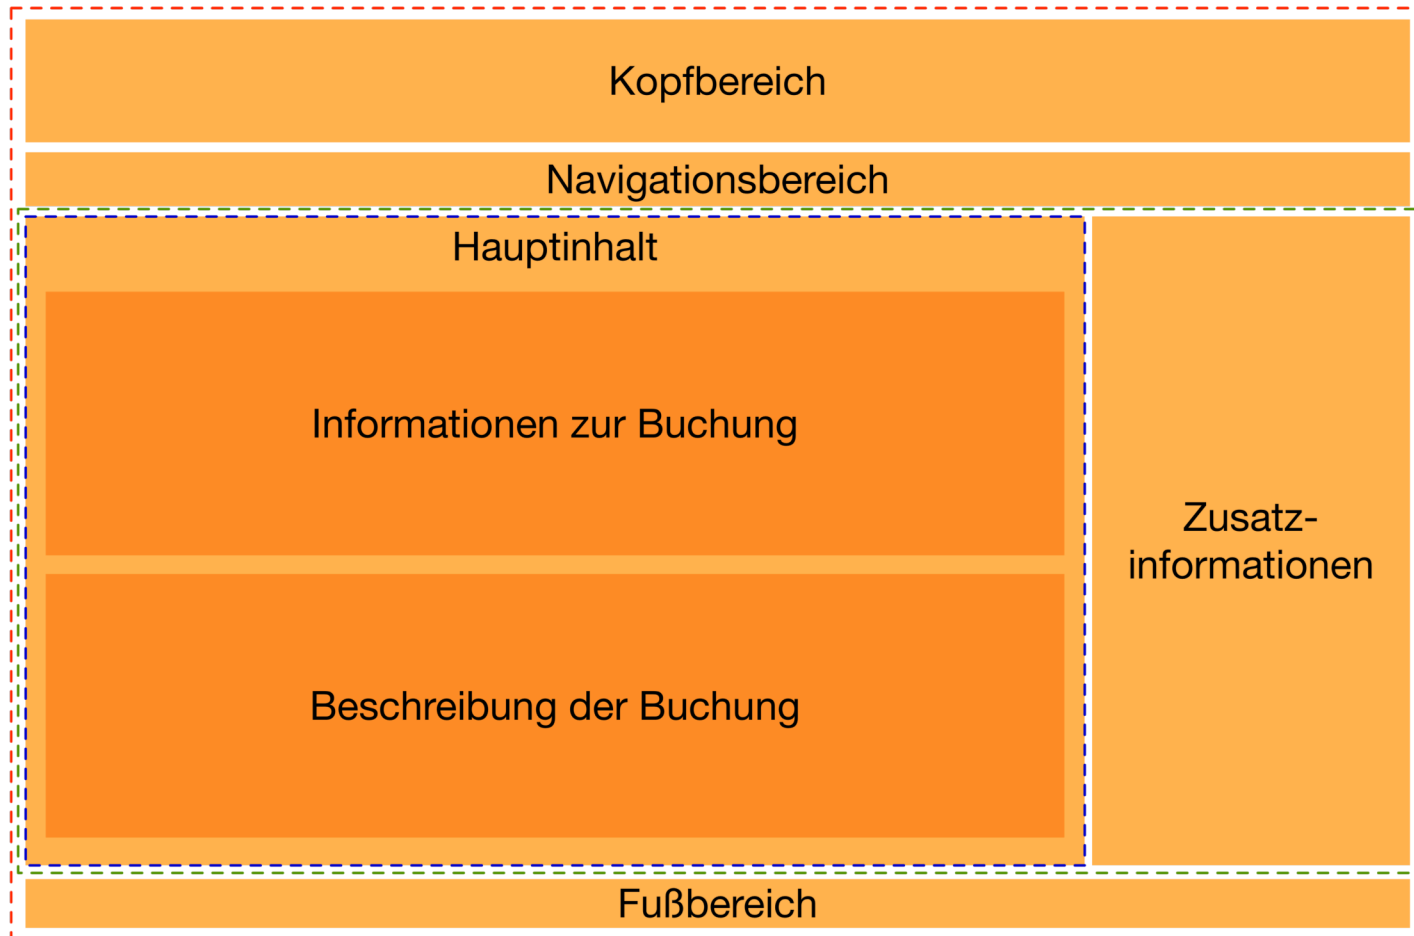 Kopfbereich
Navigationsbereich
Hauptinhalt
Informationen zur Buchung
Beschreibung der Buchung
Zusatz-
informationen
Fußbereich